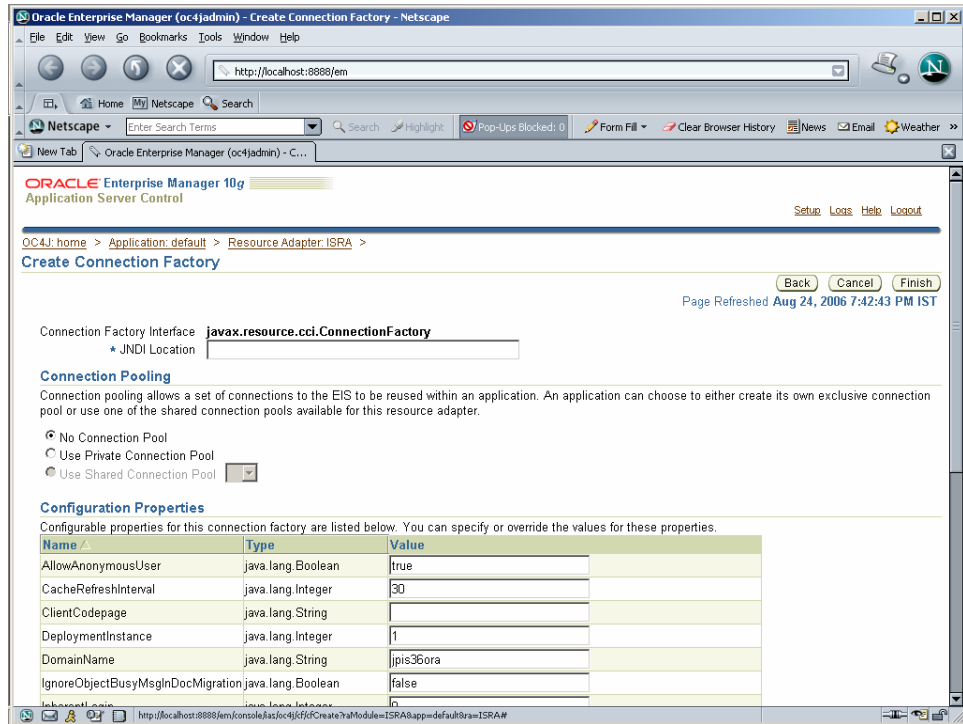 Oracle Enterprise Manager (oc4jadmin) - Create Connection Factory - Netscape
File Edit View Go Bookmarks Tools Window Help
http://localhost:8888/em
Home My Netscape Search
Netscape Enter Search Terms Search Highlight Pop-Ups Blocked: 0 Form Fill Clear Browser History News Email Weather »
New Tab Oracle Enterprise Manager (oc4jadmin) - C...
ORACLE Enterprise Manager 10g
Application Server Control
Setup Logs Help Logout
OC4J: home > Application: default > Resource Adapter: ISRA >
Create Connection Factory
Back Cancel Finish
Page Refreshed Aug 24, 2006 7:42:43 PM IST
Connection Factory Interface javax.resource.cci.ConnectionFactory
* JNDI Location
Connection Pooling
Connection pooling allows a set of connections to the EIS to be reused within an application. An application can choose to either create its own exclusive connection
pool or use one of the shared connection pools available for this resource adapter.
No Connection Pool
Use Private Connection Pool
Use Shared Connection Pool
Configuration Properties
Configurable properties for this connection factory are listed below. You can specify or override the values for these properties.
Name Type Value
AllowAnonymousUser java.lang.Boolean true
CacheRefreshInterval java.lang.Integer 30
ClientCodepage java.lang.String
DeploymentInstance java.lang.Integer 1
DomainName java.lang.String jpis36ora
IgnoreObjectBusyMsgInDocMigration java.lang.Boolean false
InherentLogin java.lang.Integer 0
http://localhost:8888/em/console/ias/oc4j/cf/cfCreate?raModule=ISRA&app=default&ra=ISRA#